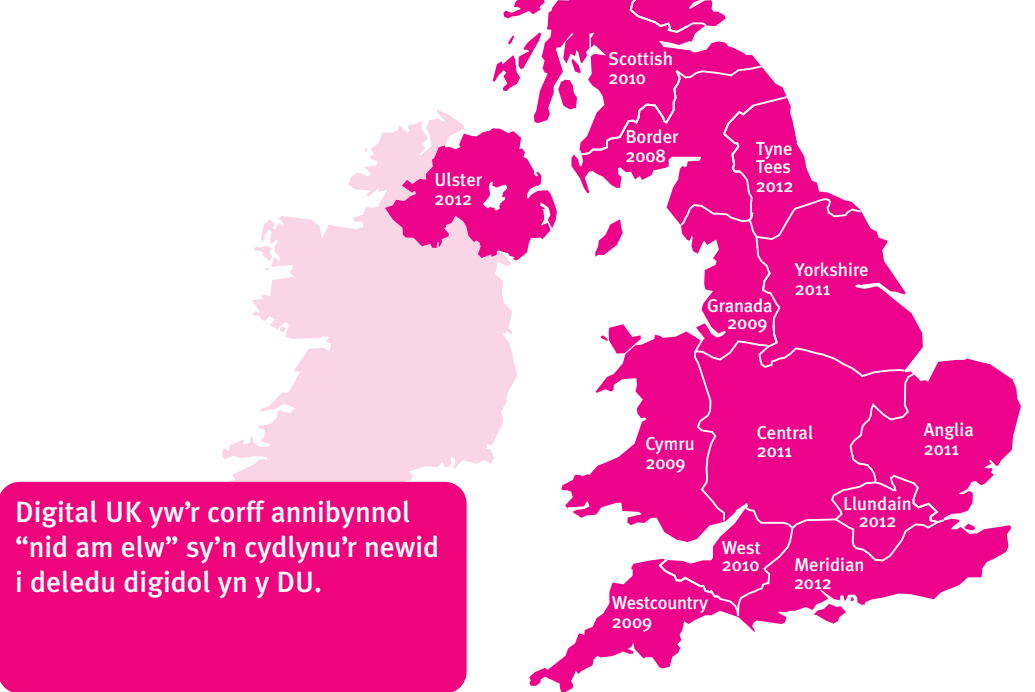 Scottish
2010
Border
2008
Tyne
Tees
2012
Ulster
2012
Yorkshire
2011
Granada
2009
Cymru
2009
Central
2011
Anglia
2011
Llundain
2012
West
2010
Meridian
2012
Westcountry
2009
Digital UK yw’r corff annibynnol
“nid am elw” sy’n cydlynu’r newid
i deledu digidol yn y DU.